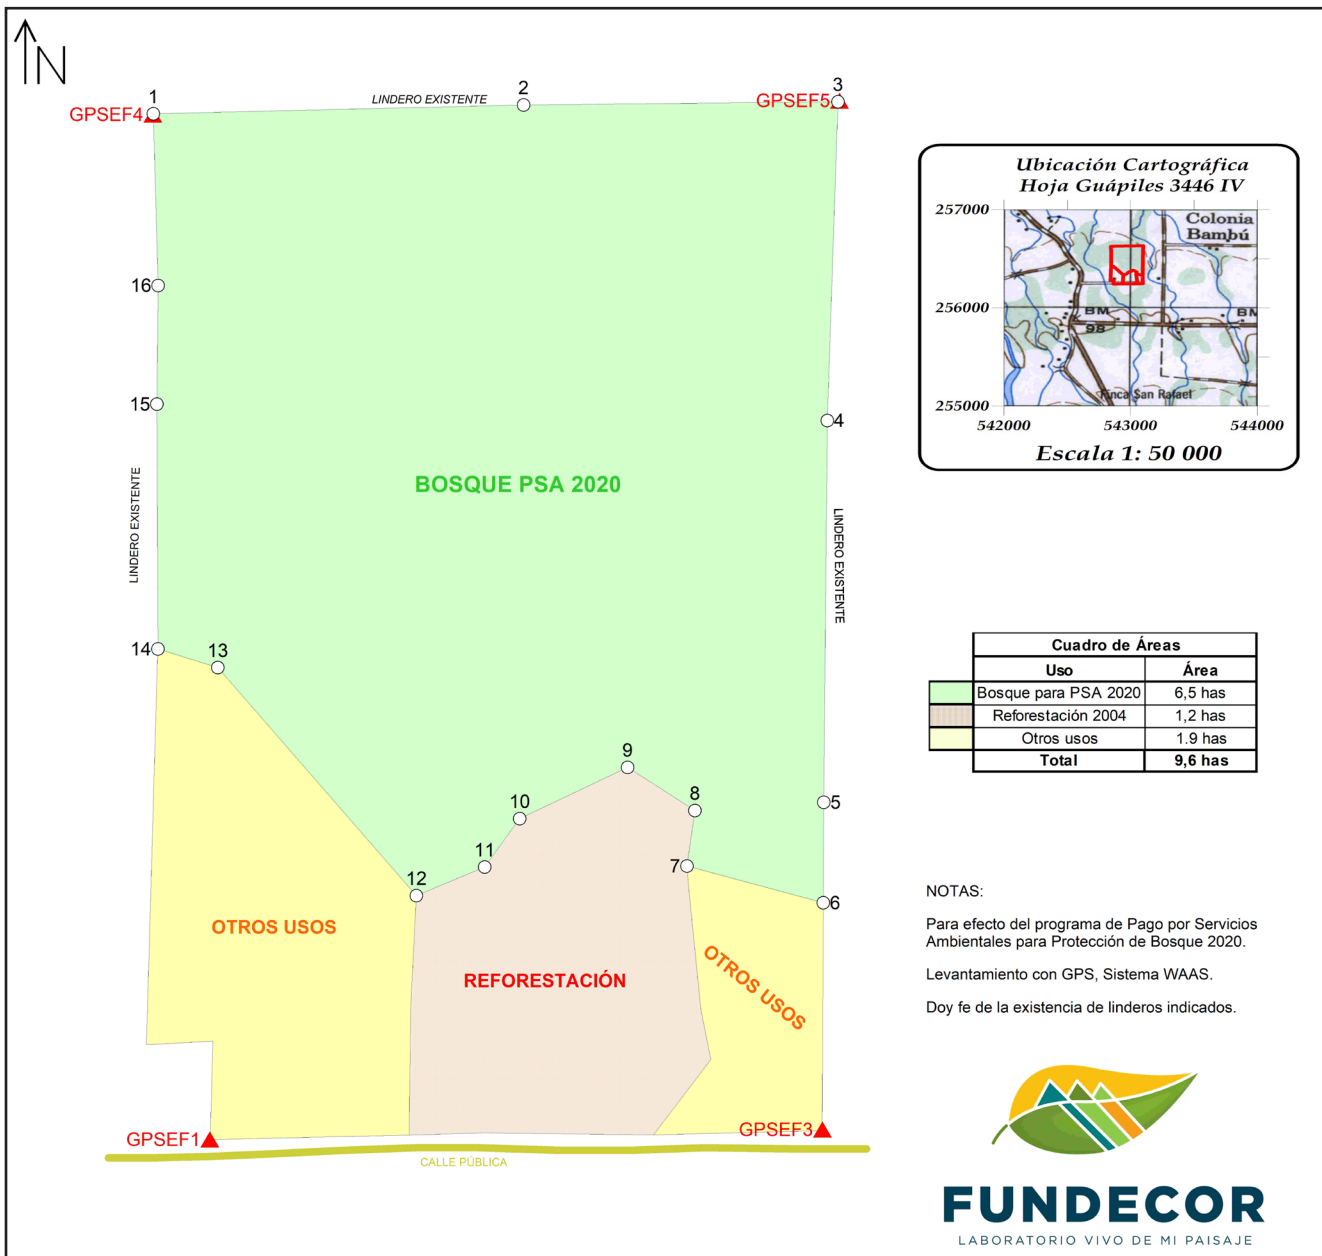 N
1
LINDERO EXISTENTE
2
3
GPSEF4
GPSEF5
16
15
4
BOSQUE PSA 2020
LINDERO EXISTENTE
LINDERO EXISTENTE
14
13
9
8
5
10
11
7
12
6
OTROS USOS
REFORESTACIÓN
OTROS USOS
GPSEF1
GPSEF3
CALLE PÚBLICA
Ubicación Cartográfica
Hoja Guápiles 3446 IV
257000
256000
255000
Colonia
Bambú
BM
98
BM
Finca San Rafael
542000 543000 544000
Escala 1: 50 000
Cuadro de Áreas
Uso Área
Bosque para PSA 2020 6,5 has
Reforestación 2004 1,2 has
Otros usos 1.9 has
Total 9,6 has
NOTAS:
Para efecto del programa de Pago por Servicios
Ambientales para Protección de Bosque 2020.
Levantamiento con GPS, Sistema WAAS.
Doy fe de la existencia de linderos indicados.
FUNDECOR
LABORATORIO VIVO DE MI PAISAJE